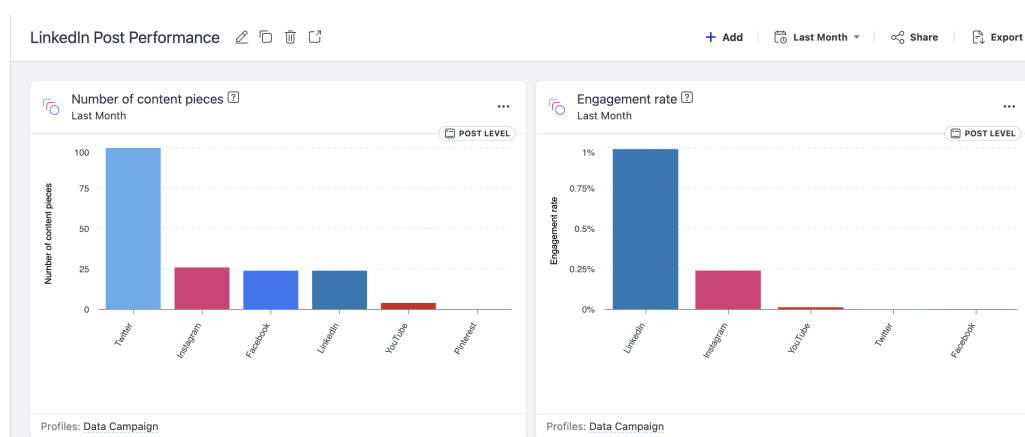 LinkedIn Post Performance
+ Add
Last Month
Share
Export
Number of content pieces ?
Last Month
POST LEVEL
Number of content pieces
100
75
50
25
0
Twitter
Instagram
Facebook
LinkedIn
YouTube
Pinterest
Profiles: Data Campaign
Engagement rate ?
Last Month
POST LEVEL
Engagement rate
1%
0.75%
0.5%
0.25%
0%
LinkedIn
Instagram
YouTube
Twitter
Facebook
Profiles: Data Campaign